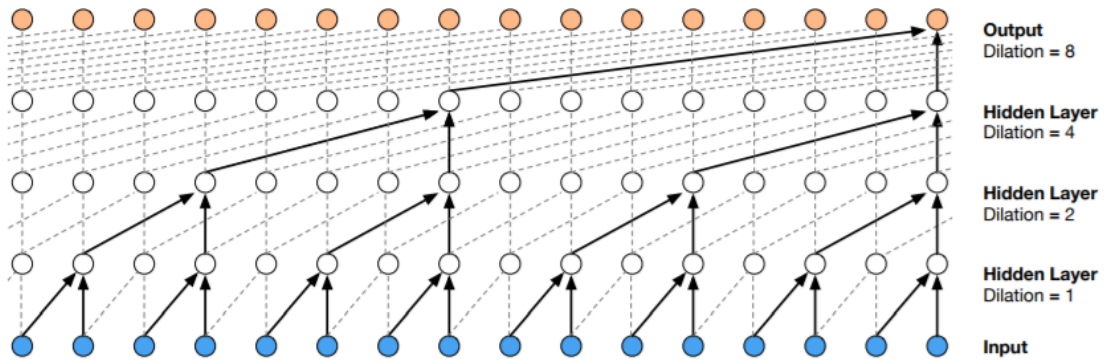 Output
Dilation = 8
Hidden Layer
Dilation = 4
Hidden Layer
Dilation = 2
Hidden Layer
Dilation = 1
Input